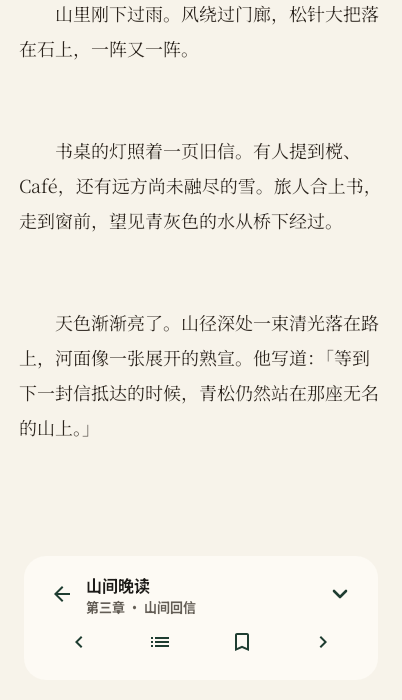 山里刚下过雨。风绕过门廊，松针大把落
在石上，一阵又一阵。
书桌的灯照着一页旧信。有人提到榄、
Café，还有远方尚未融尽的雪。旅人合上书，
走到窗前，望见青灰色的水从桥下经过。
天色渐渐亮了。山径深处一束清光落在路
上，河面像一张展开的熟宣。他写道：「等到
下一封信抵达的时候，青松仍然站在那座无名
的山上。」
山间晚读
第三章 · 山间回信